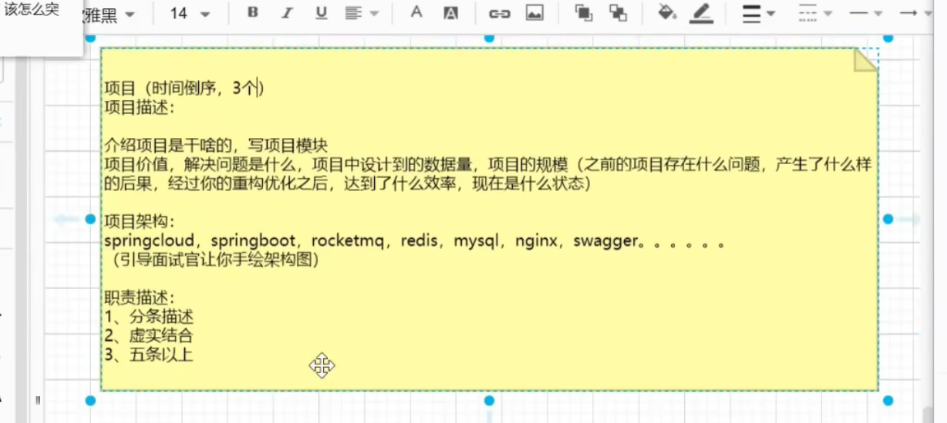 该怎么突
雅黑
14
B I U
A A
项目（时间倒序，3个）
项目描述：
介绍项目是干啥的，写项目模块
项目价值，解决问题是什么，项目中设计到的数据量，项目的规模（之前的项目存在什么问题，产生了什么样
的后果，经过你的重构优化之后，达到了什么效率，现在是什么状态）
项目架构：
springcloud，springboot，rocketmq，redis，mysql，nginx，swagger。。。。。。
（引导面试官让你手绘架构图）
职责描述：
1、分条描述
2、虚实结合
3、五条以上